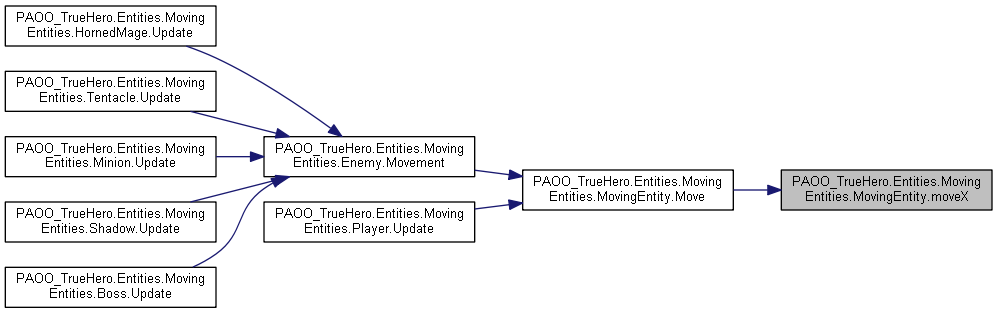 PAOO_TrueHero.Entities.Moving
Entities.HornedMage.Update
PAOO_TrueHero.Entities.Moving
Entities.Tentacle.Update
PAOO_TrueHero.Entities.Moving
Entities.Minion.Update
PAOO_TrueHero.Entities.Moving
Entities.Shadow.Update
PAOO_TrueHero.Entities.Moving
Entities.Boss.Update
PAOO_TrueHero.Entities.Moving
Entities.Enemy.Movement
PAOO_TrueHero.Entities.Moving
Entities.Player.Update
PAOO_TrueHero.Entities.Moving
Entities.MovingEntity.Move
PAOO_TrueHero.Entities.Moving
Entities.MovingEntity.moveX